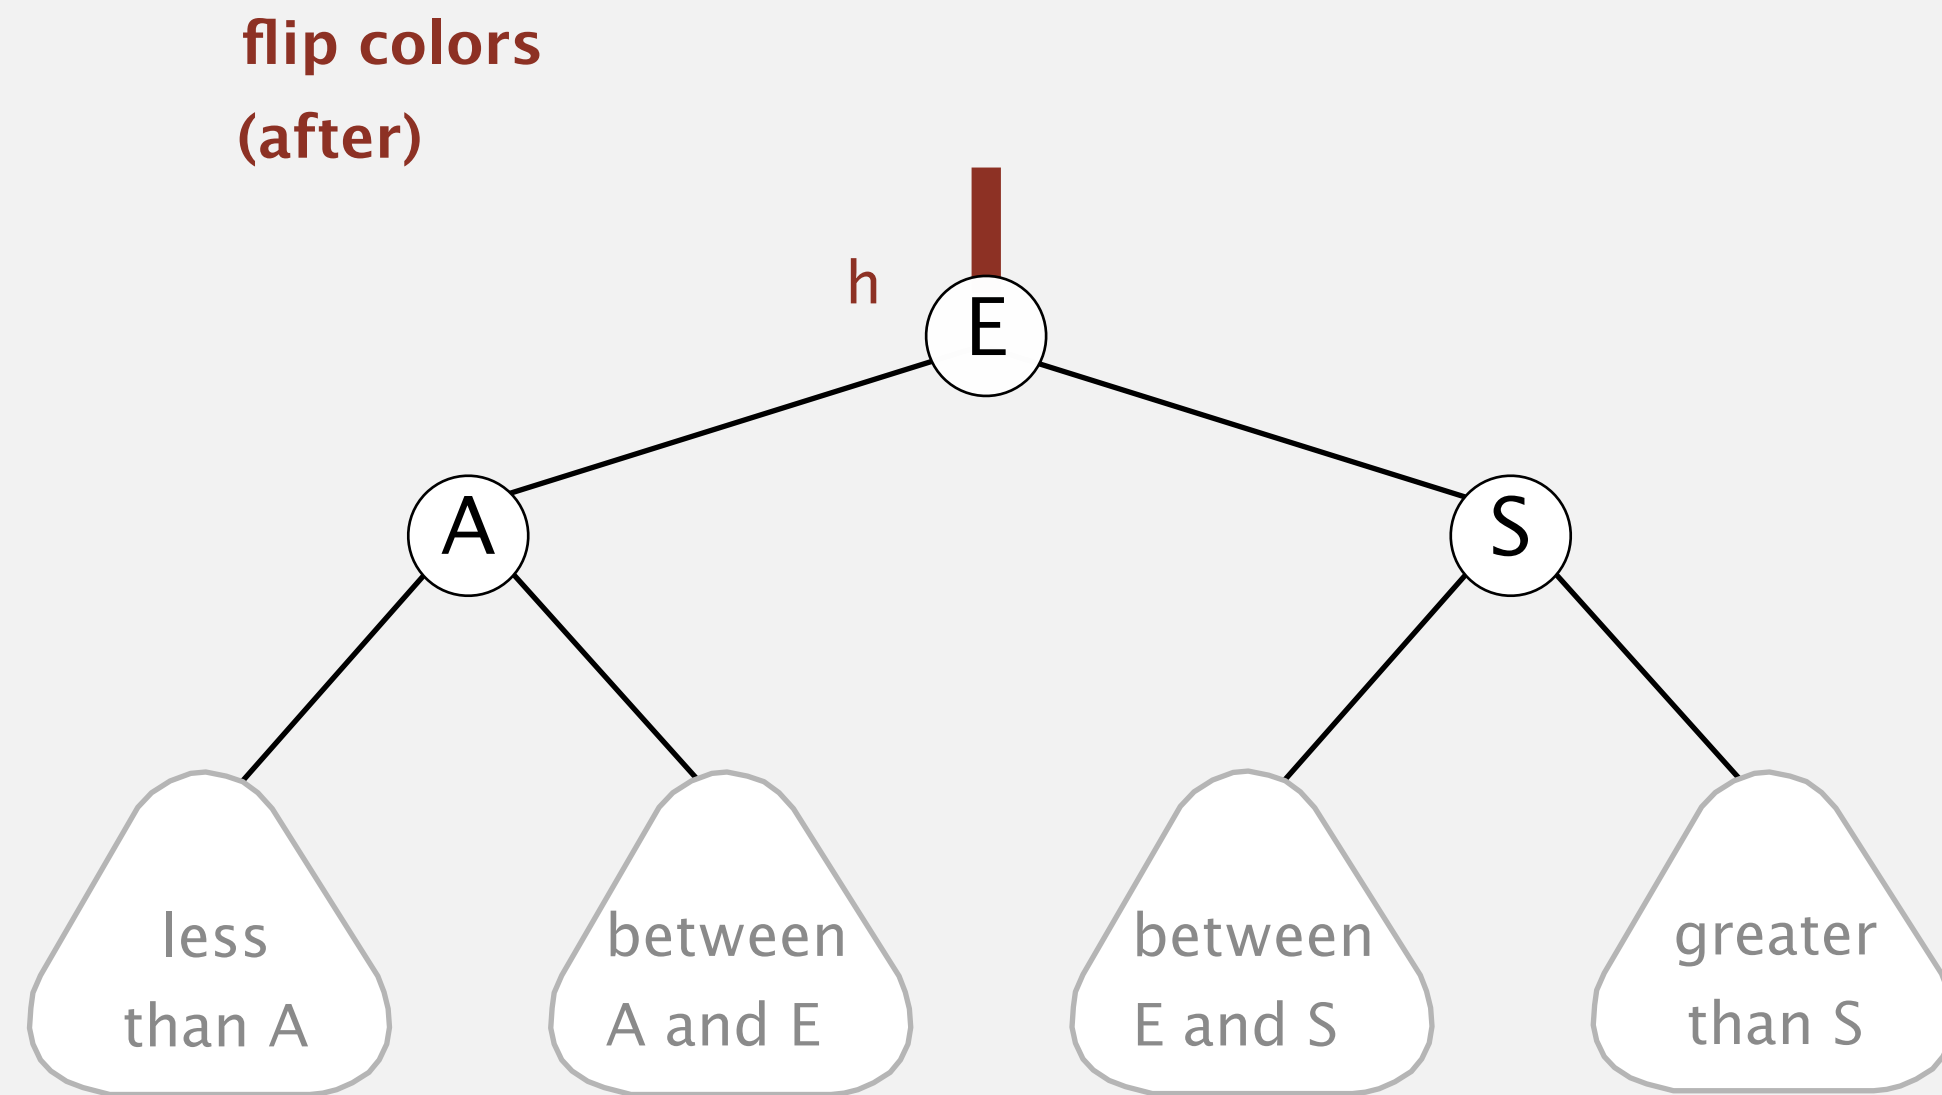 flip colors
(after)
h
E
A
S
less
than A
between
A and E
between
E and S
greater
than S